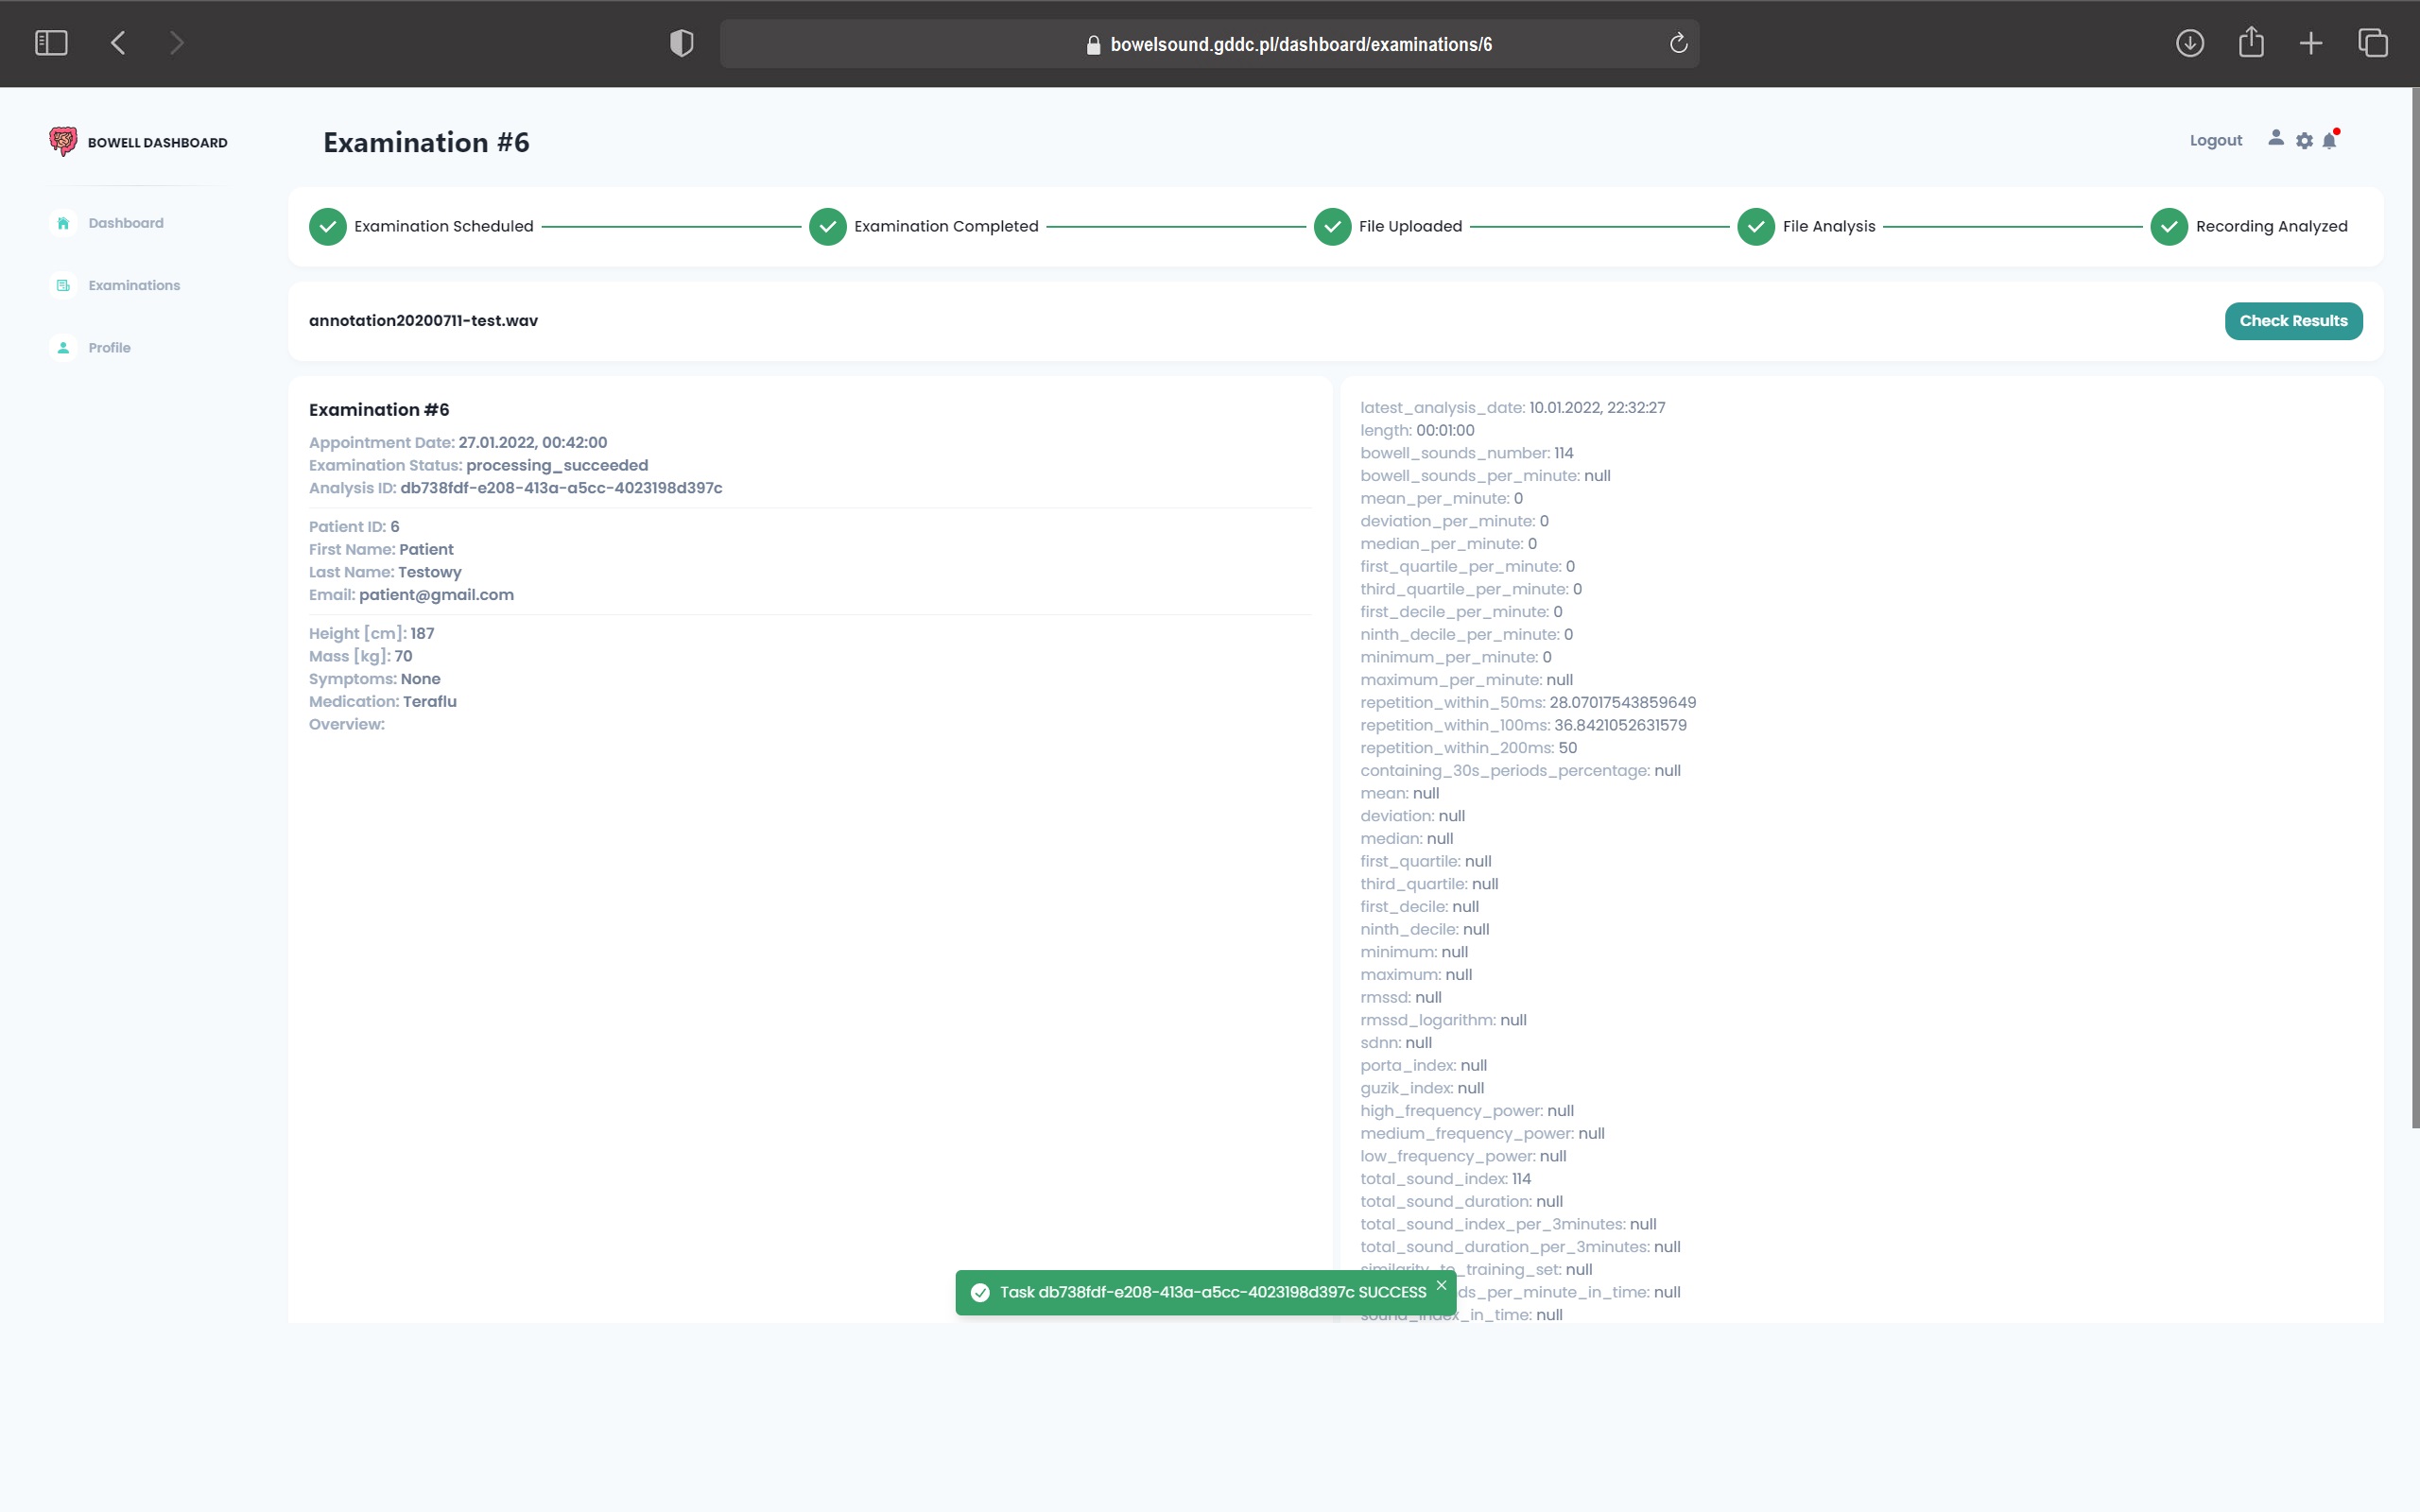 bowelsound.gddc.pl/dashboard/examinations/6
BOWELL DASHBOARD
Examination #6
Logout
Dashboard
Examinations
Profile
Examination Scheduled
Examination Completed
File Uploaded
File Analysis
Recording Analyzed
annotation20200711-test.wav
Check Results
Examination #6
Appointment Date: 27.01.2022, 00:42:00
Examination Status: processing_succeeded
Analysis ID: db738fdf-e208-413a-a5cc-4023198d397c
Patient ID: 6
First Name: Patient
Last Name: Testowy
Email: patient@gmail.com
Height [cm]: 187
Mass [kg]: 70
Symptoms: None
Medication: Teraflu
Overview:
latest_analysis_date: 10.01.2022, 22:32:27
length: 00:01:00
bowell_sounds_number: 114
bowell_sounds_per_minute: null
mean_per_minute: 0
deviation_per_minute: 0
median_per_minute: 0
first_quartile_per_minute: 0
third_quartile_per_minute: 0
first_decile_per_minute: 0
ninth_decile_per_minute: 0
minimum_per_minute: 0
maximum_per_minute: null
repetition_within_50ms: 28.07017543859649
repetition_within_100ms: 36.8421052631579
repetition_within_200ms: 50
containing_30s_periods_percentage: null
mean: null
deviation: null
median: null
first_quartile: null
third_quartile: null
first_decile: null
ninth_decile: null
minimum: null
maximum: null
rmssd: null
rmssd_logarithm: null
sdnn: null
porta_index: null
guzik_index: null
high_frequency_power: null
medium_frequency_power: null
low_frequency_power: null
total_sound_index: 114
total_sound_duration: null
total_sound_index_per_3minutes: null
total_sound_duration_per_3minutes: null
similarity_to_training_set: null
ds_per_minute_in_time: null
sound_index_in_time: null
Task db738fdf-e208-413a-a5cc-4023198d397c SUCCESS